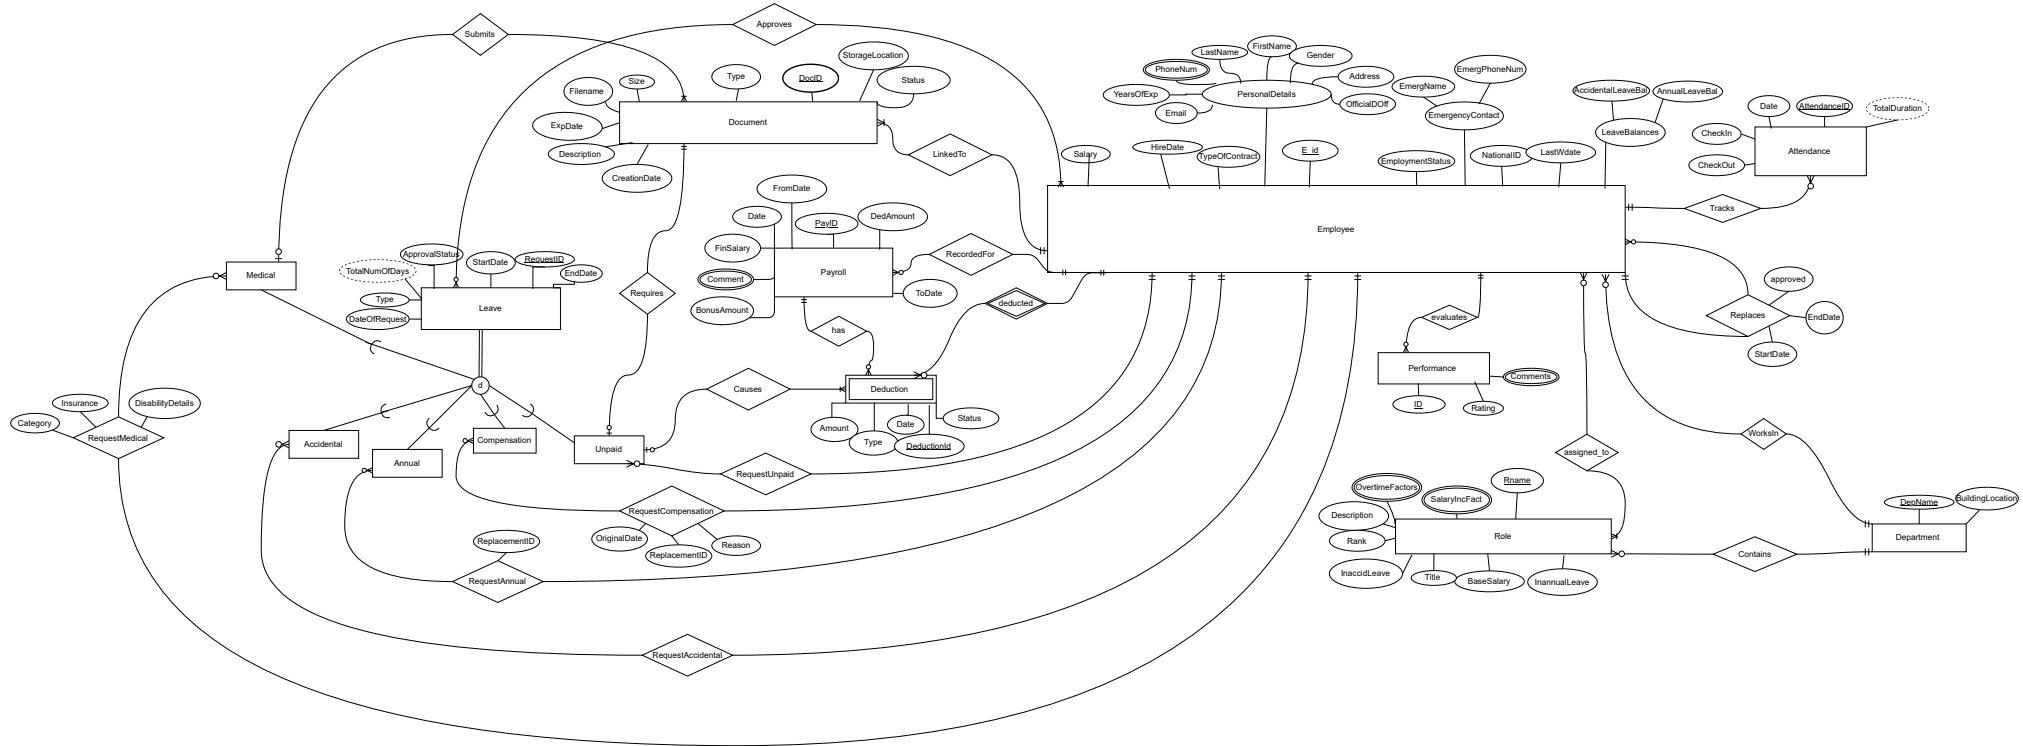 Submits
Approves
StorageLocation
LastName
FirstName
Gender
PhoneNum
EmergPhoneNum
Size
Type
DocID
Status
Address
Filename
YearsOfExp
PersonalDetails
OfficialDOff
EmergName
AccidentalLeaveBal
AnnualLeaveBal
Date
AttendanceID
TotalDuration
ExpDate
Document
Email
EmergencyContact
LeaveBalances
CheckIn
Description
LinkedTo
Salary
HireDate
TypeOfContract
E_id
EmploymentStatus
NationalID
LastWdate
CheckOut
Attendance
CreationDate
FromDate
Date
PayID
DedAmount
Tracks
Employee
FinSalary
RecordedFor
Medical
TotalNumOfDays
ApprovalStatus
StartDate
RequestID
EndDate
Payroll
Comment
approved
Type
Leave
Requires
BonusAmount
ToDate
deducted
DateOfRequest
has
evaluates
Replaces
EndDate
StartDate
Performance
Comments
d
Causes
Deduction
ID
Rating
Insurance
DisabilityDetails
Category
RequestMedical
Amount
Type
Date
Status
DeductionId
Accidental
Annual
Compensation
Unpaid
RequestUnpaid
assigned_to
WorksIn
RequestCompensation
OvertimeFactors
SalaryIncFact
Rname
DepName
BuildingLocation
Description
OriginalDate
ReplacementID
Reason
Rank
Role
Department
ReplacementID
Contains
RequestAnnual
InaccidLeave
Title
BaseSalary
InannualLeave
RequestAccidental